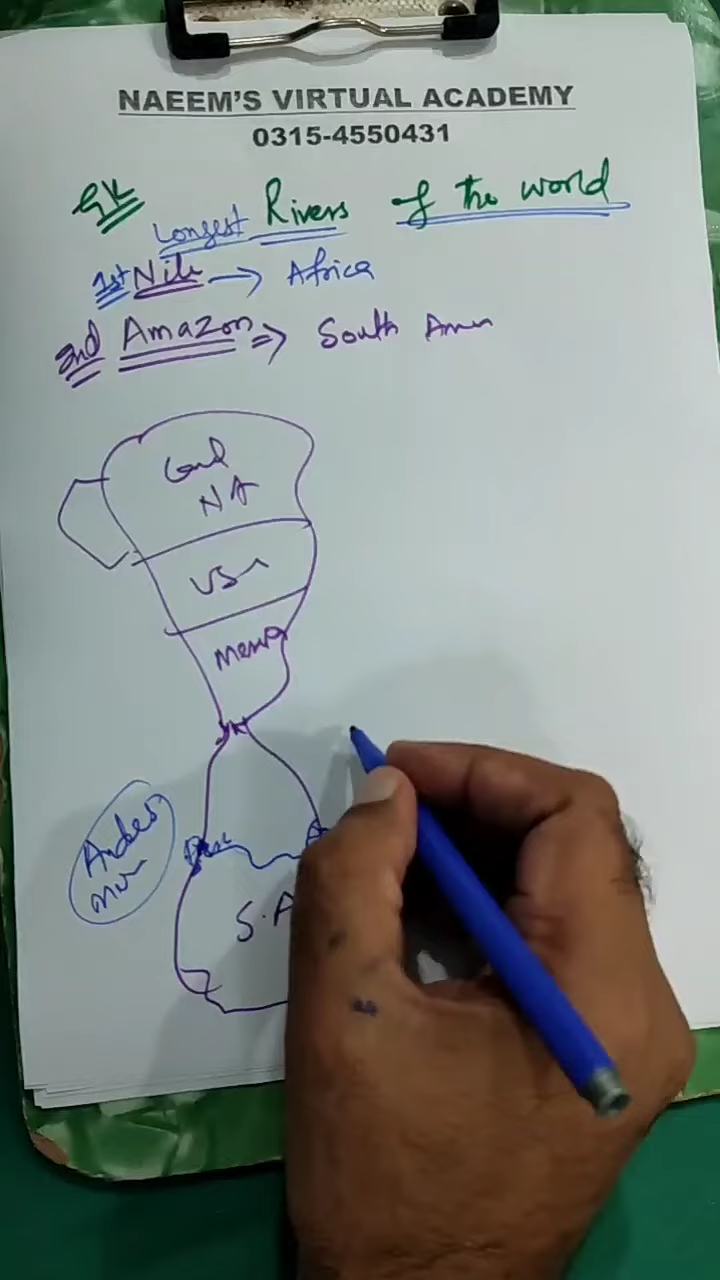 NAEEM'S VIRTUAL ACADEMY
0315-4550431
GK
Longest Rivers of the world
1st Nile → Africa
2nd Amazon ⇒ South Amer
NA
USA
S.A